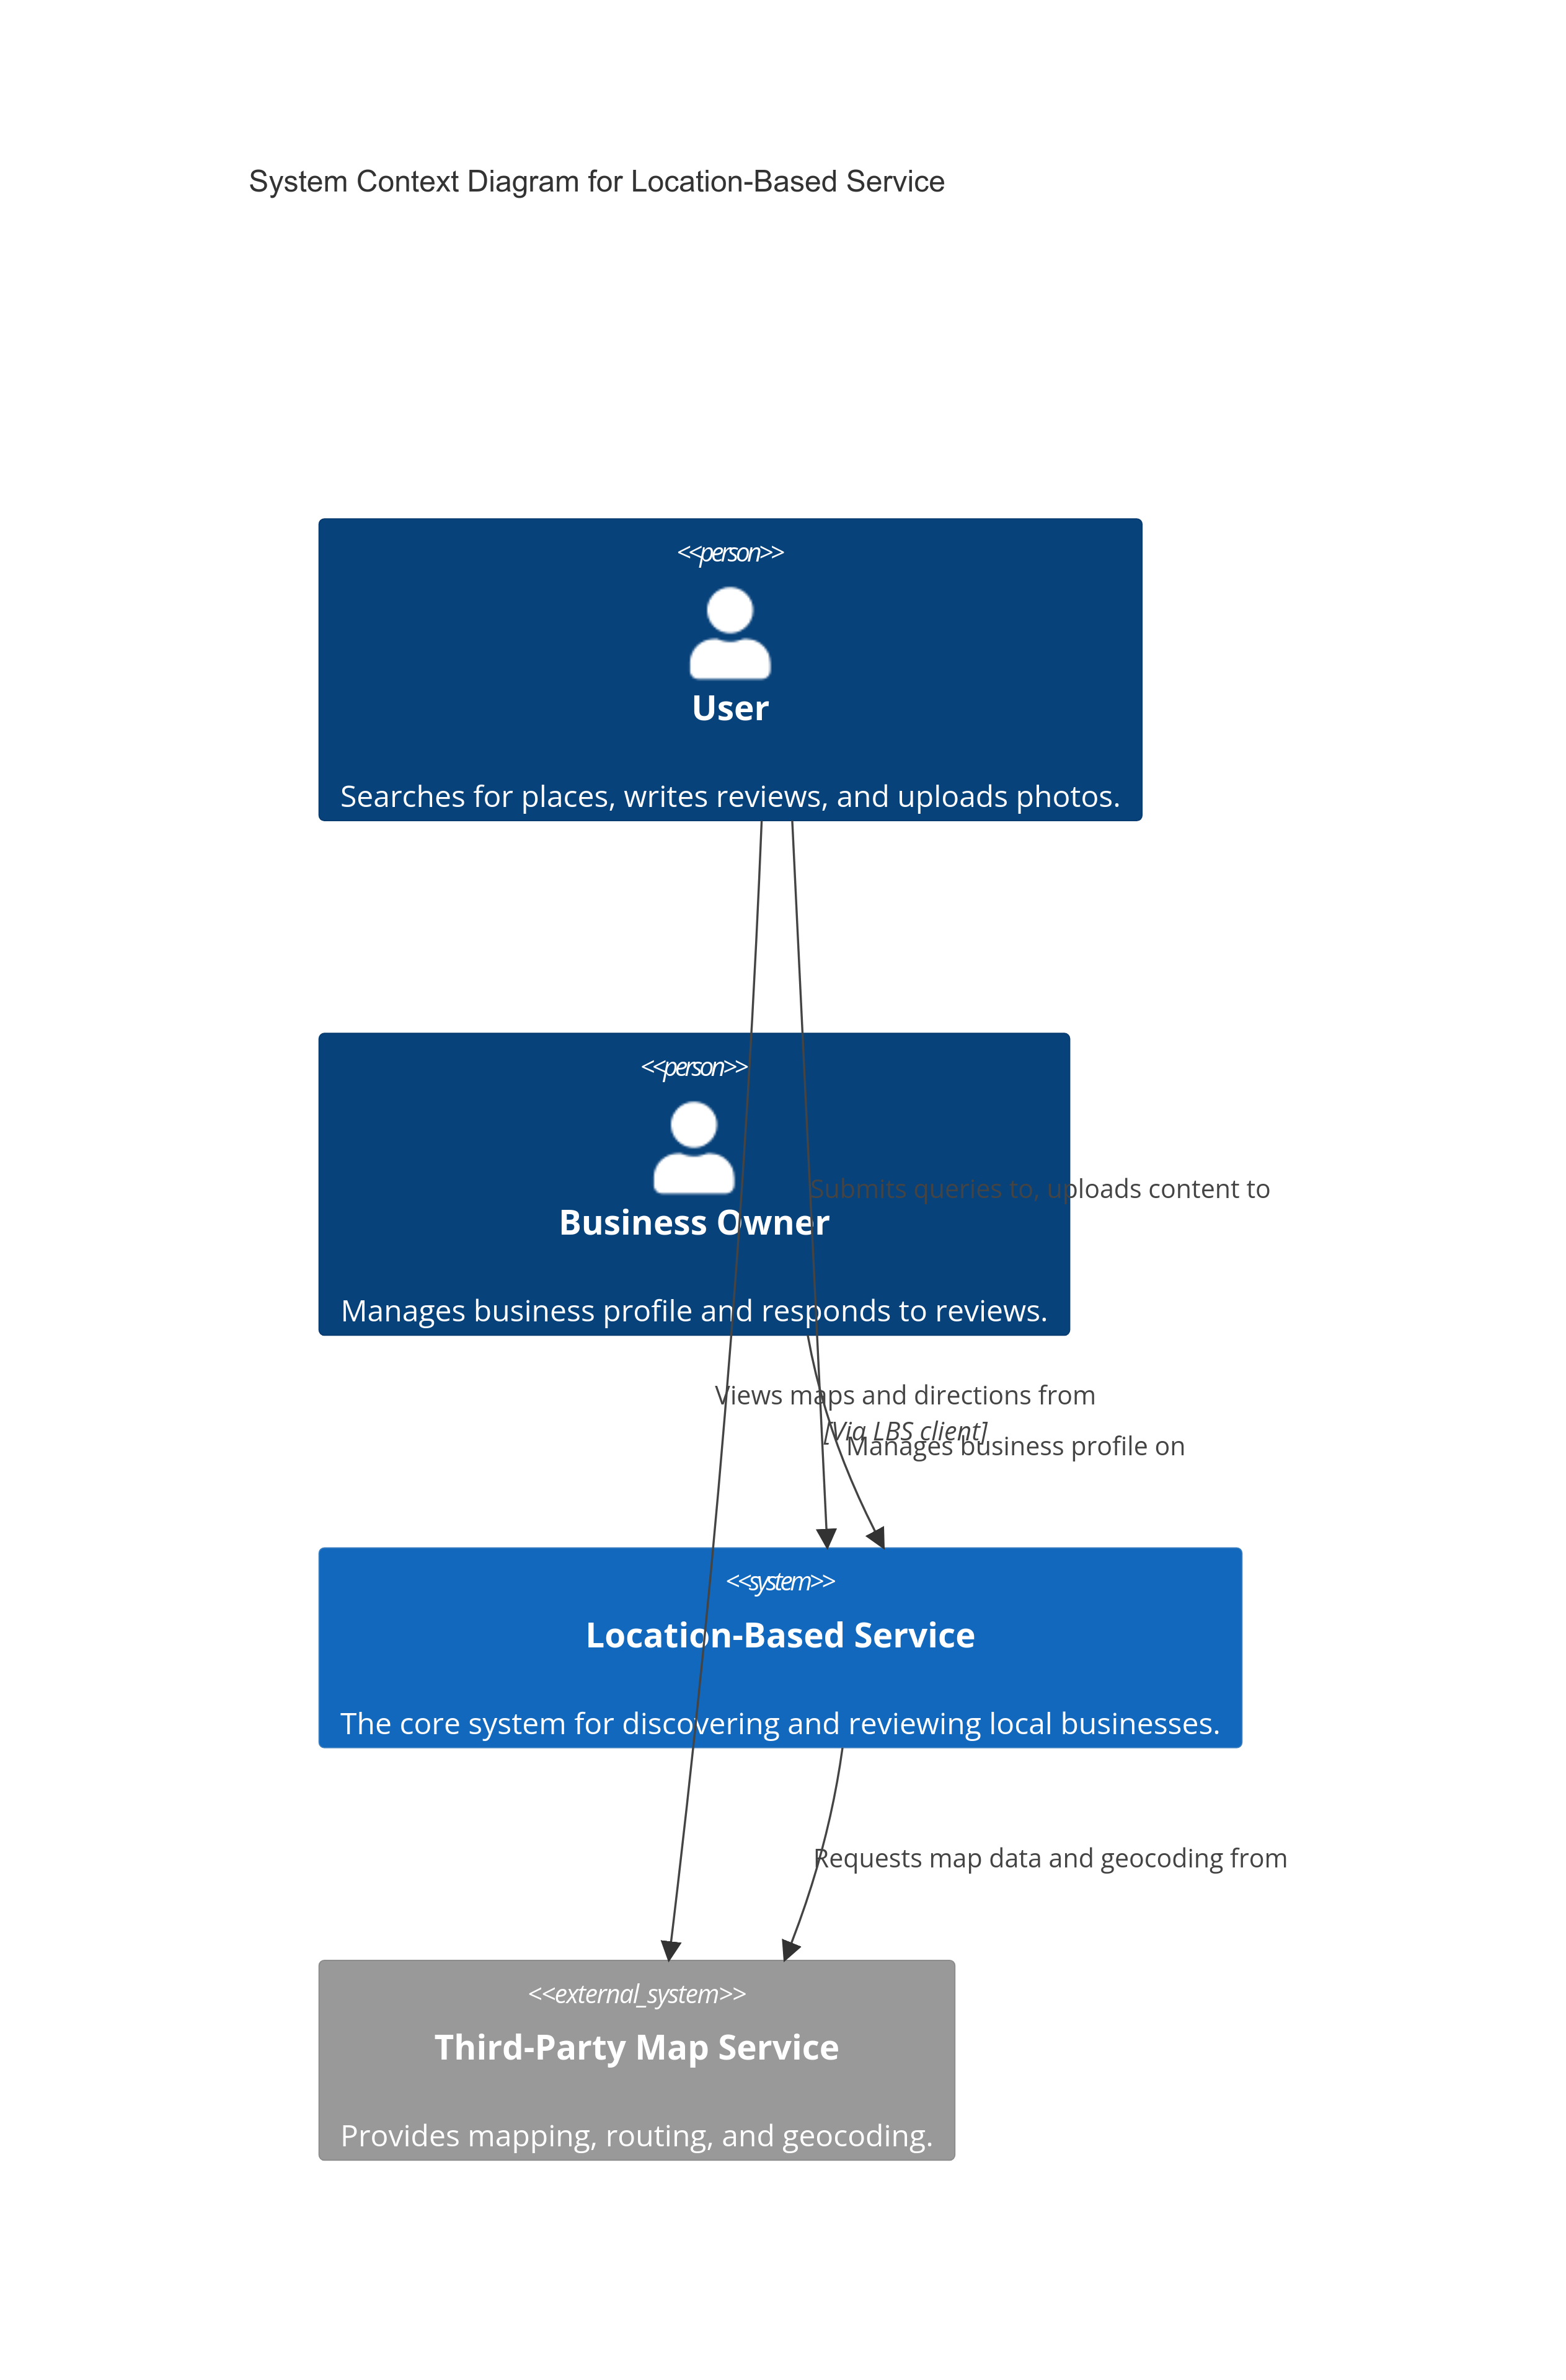 System Context Diagram for Location-Based Service
<<person>>
User
Searches for places, writes reviews, and uploads photos.
<<person>>
Business Owner
Manages business profile and responds to reviews.
Submits queries to, uploads content to
Views maps and directions from
[Via LBS client]
Manages business profile on
<<system>>
Location-Based Service
The core system for discovering and reviewing local businesses.
Requests map data and geocoding from
<<external_system>>
Third-Party Map Service
Provides mapping, routing, and geocoding.